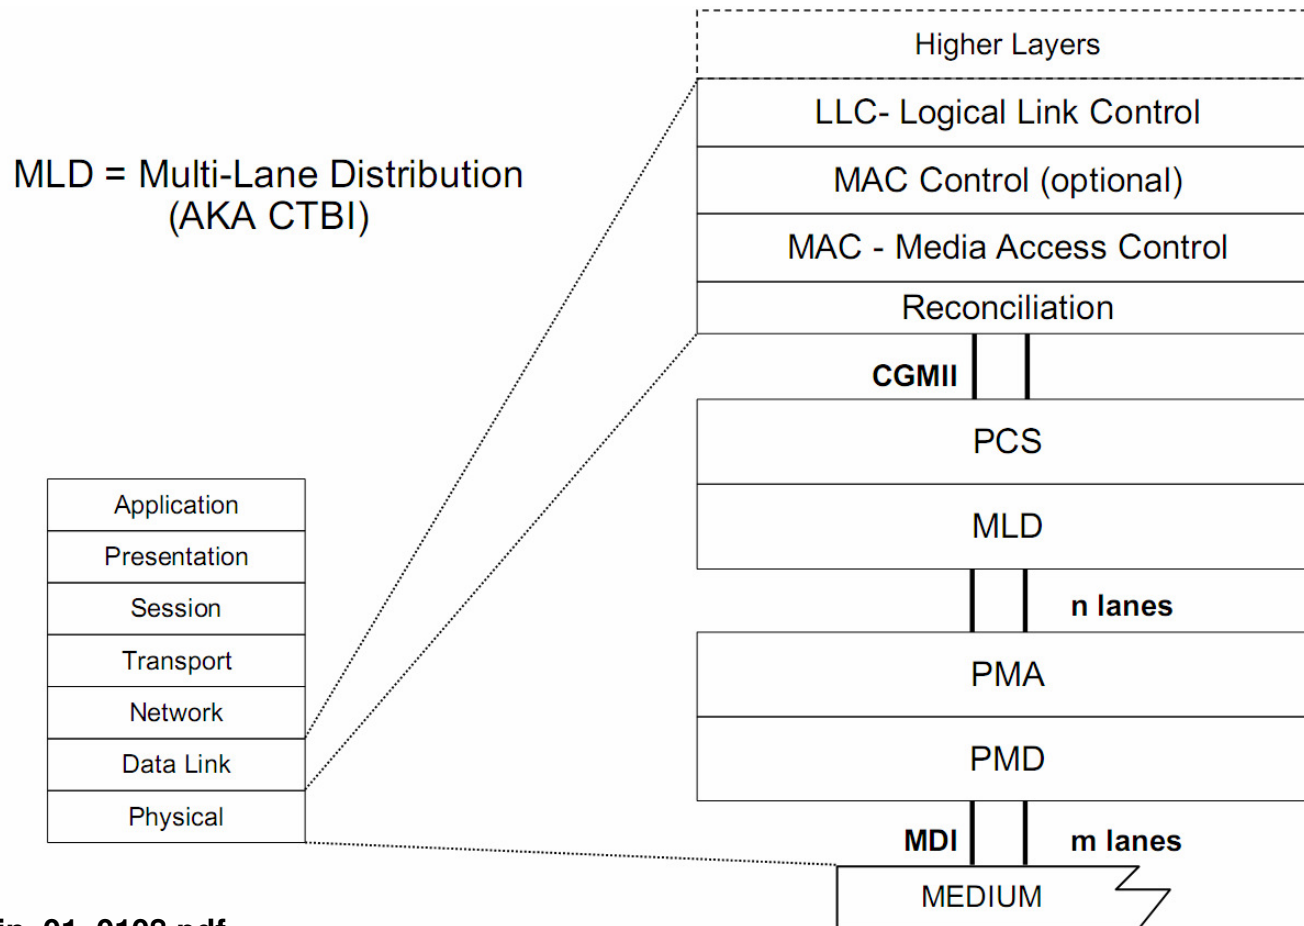 Higher Layers
LLC- Logical Link Control
MLD = Multi-Lane Distribution
(AKA CTBI)
MAC Control (optional)
MAC - Media Access Control
Reconciliation
CGMII
PCS
MLD
n lanes
PMA
PMD
MDI
m lanes
MEDIUM
Application
Presentation
Session
Transport
Network
Data Link
Physical